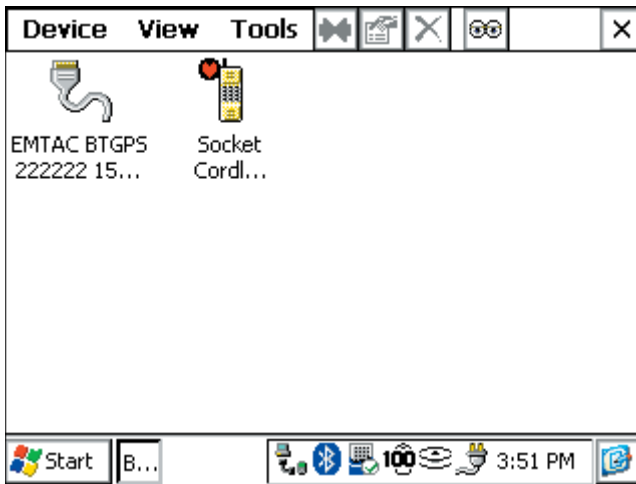 Device View Tools
EMTAC BTGPS
222222 15...
Socket
Cordl...
Start B... 100 3:51 PM